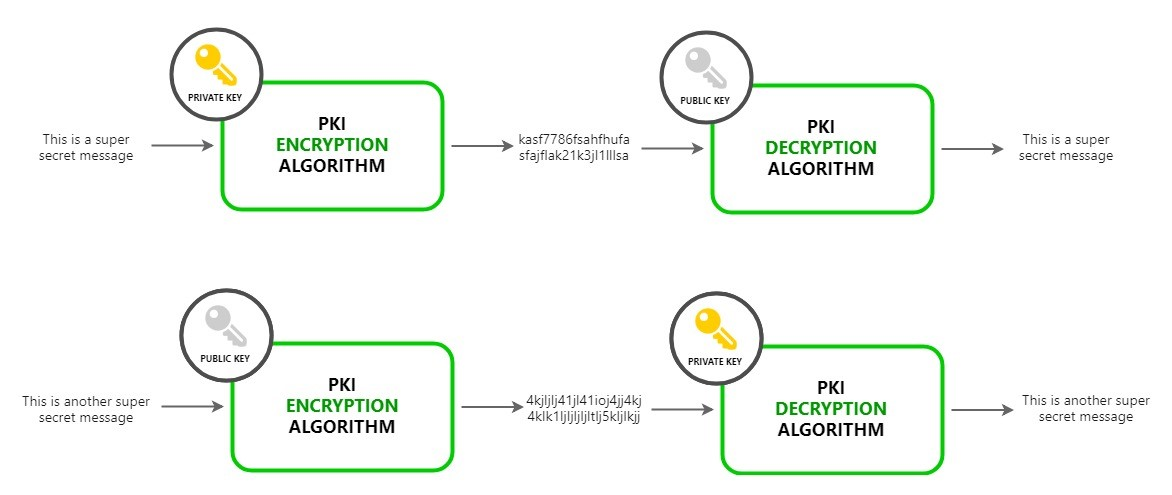 PRIVATE KEY
PUBLIC KEY
This is a super
secret message
PKI
ENCRYPTION
ALGORITHM
kasf7786fsahfhufa
sfajflak21k3jl1lllsa
PKI
DECRYPTION
ALGORITHM
This is a super
secret message
PUBLIC KEY
PRIVATE KEY
This is another super
secret message
PKI
ENCRYPTION
ALGORITHM
4kjljlj41jl41ioj4jj4kj
4klk1ljljljljltlj5kljlkjj
PKI
DECRYPTION
ALGORITHM
This is another super
secret message